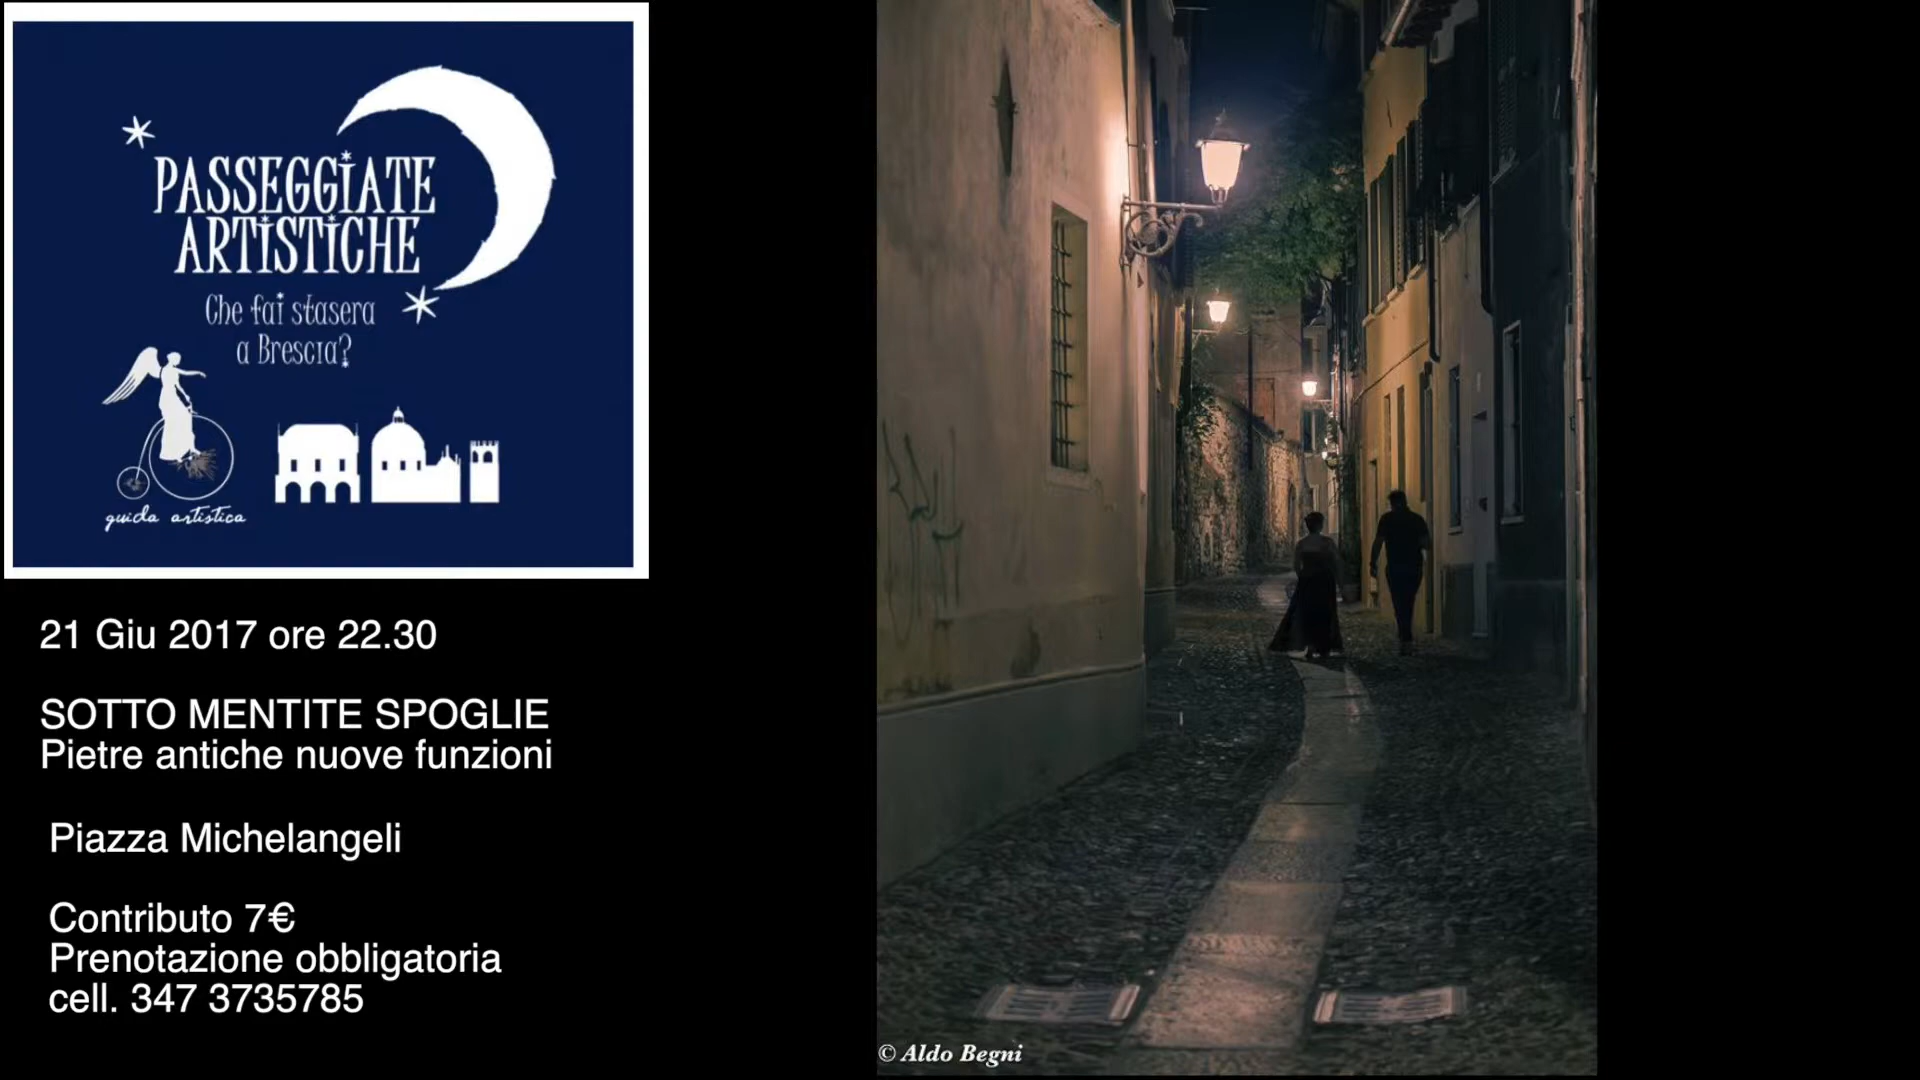 PASSEGGIATE
ARTISTICHE
Che fai stasera
a Brescia?
guida artistica
21 Giu 2017 ore 22.30
SOTTO MENTITE SPOGLIE
Pietre antiche nuove funzioni
Piazza Michelangeli
Contributo 7€
Prenotazione obbligatoria
cell. 347 3735785
© Aldo Begni